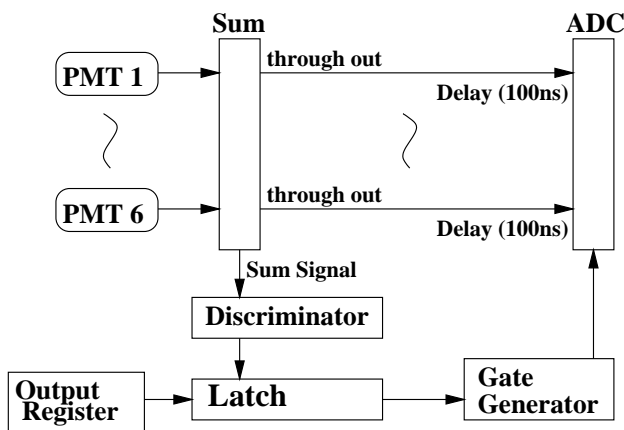 Sum
ADC
PMT 1
through out
Delay (100ns)
PMT 6
through out
Delay (100ns)
Sum Signal
Discriminator
Output
Register
Latch
Gate
Generator